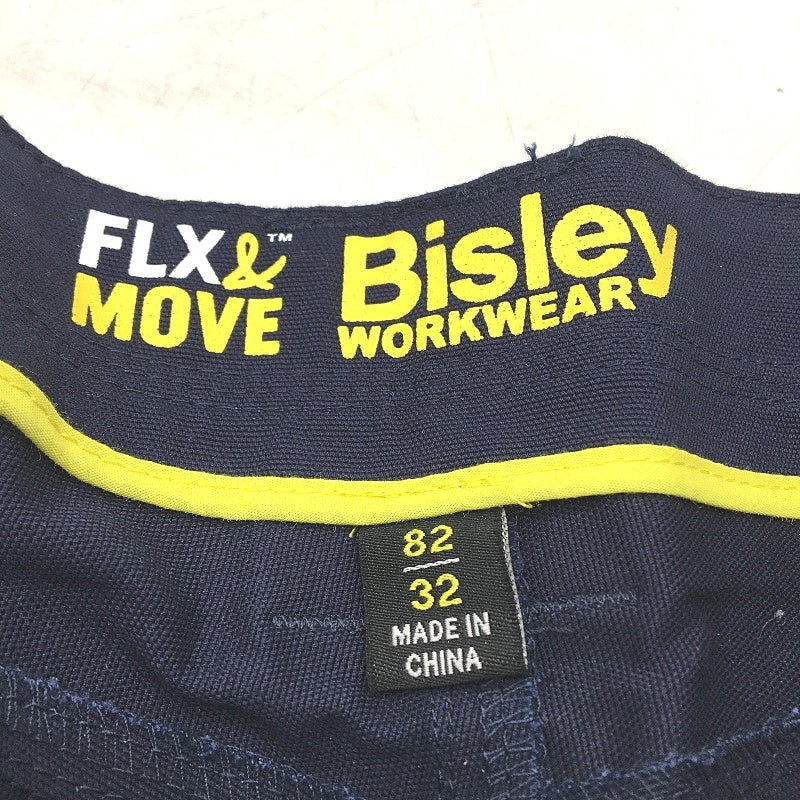 FLX&™
MOVE
Bisley
WORKWEAR
82
32
MADE IN
CHINA